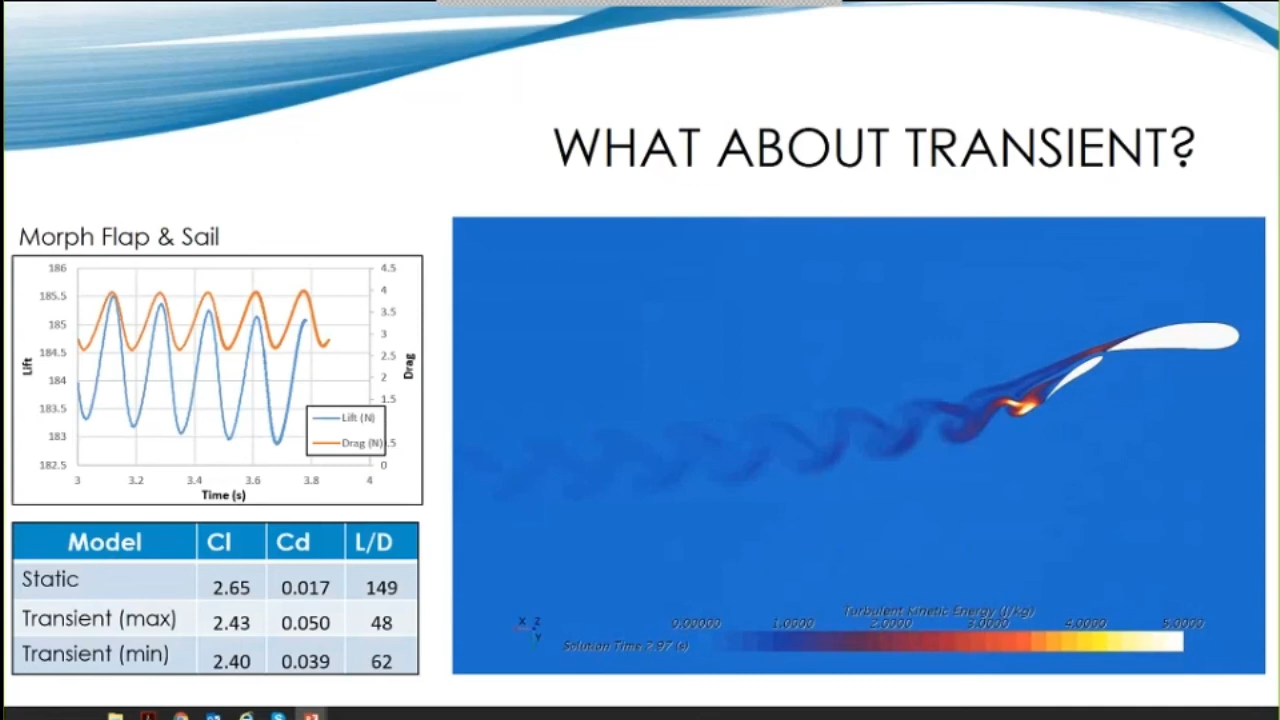 WHAT ABOUT TRANSIENT?
Morph Flap & Sail
186
185.5
185
184.5
184
183.5
183
182.5
Lift
4.5
4
3.5
3
2.5
2
1.5
.5
0
Drag
Lift (N)
Drag (N)
3 3.2 3.4 3.6 3.8 4
Time (s)
Model Cl Cd L/D
Static 2.65 0.017 149
Transient (max) 2.43 0.050 48
Transient (min) 2.40 0.039 62
X Z
Y
Solution Time 2.97 (s)
Turbulent Kinetic Energy (J/kg)
0.00000 1.0000 2.0000 3.0000 4.0000 5.0000